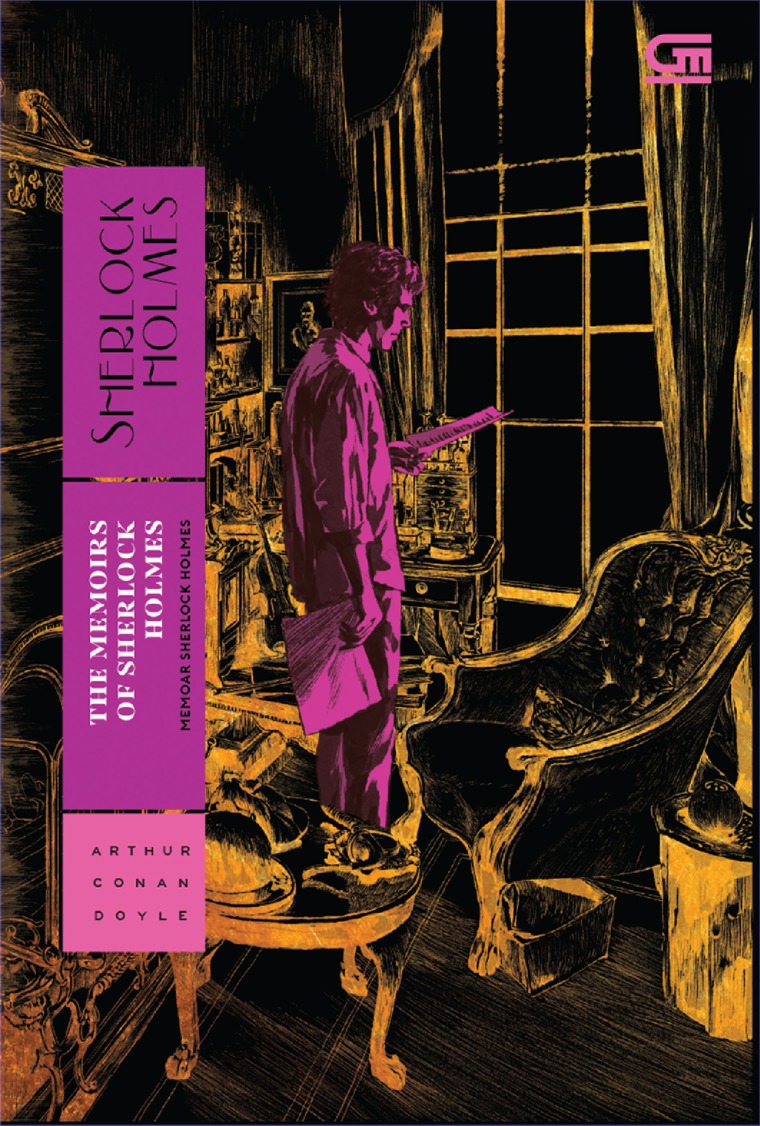 SHERLOCK
HOLMES
THE MEMOIRS
OF SHERLOCK
HOLMES
MEMOAR SHERLOCK HOLMES
ARTHUR
CONAN
DOYLE